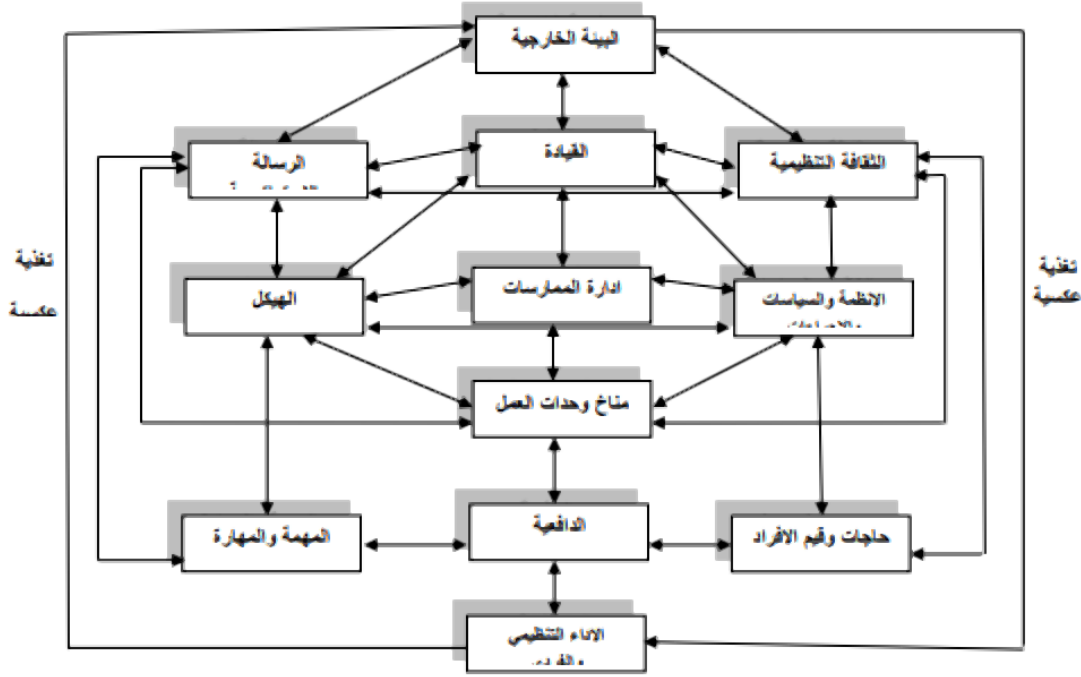 البيئة الخارجية
القيادة
الرسالة
الثقافة التنظيمية
تغذية
عكسية
تغذية
عكسية
ادارة الممارسات
الهيكل
الانظمة والسياسات
مناخ وحدات العمل
الدافعية
المهمة والمهارة
حاجات وقيم الافراد
الاداء التنظيمي
والفردي